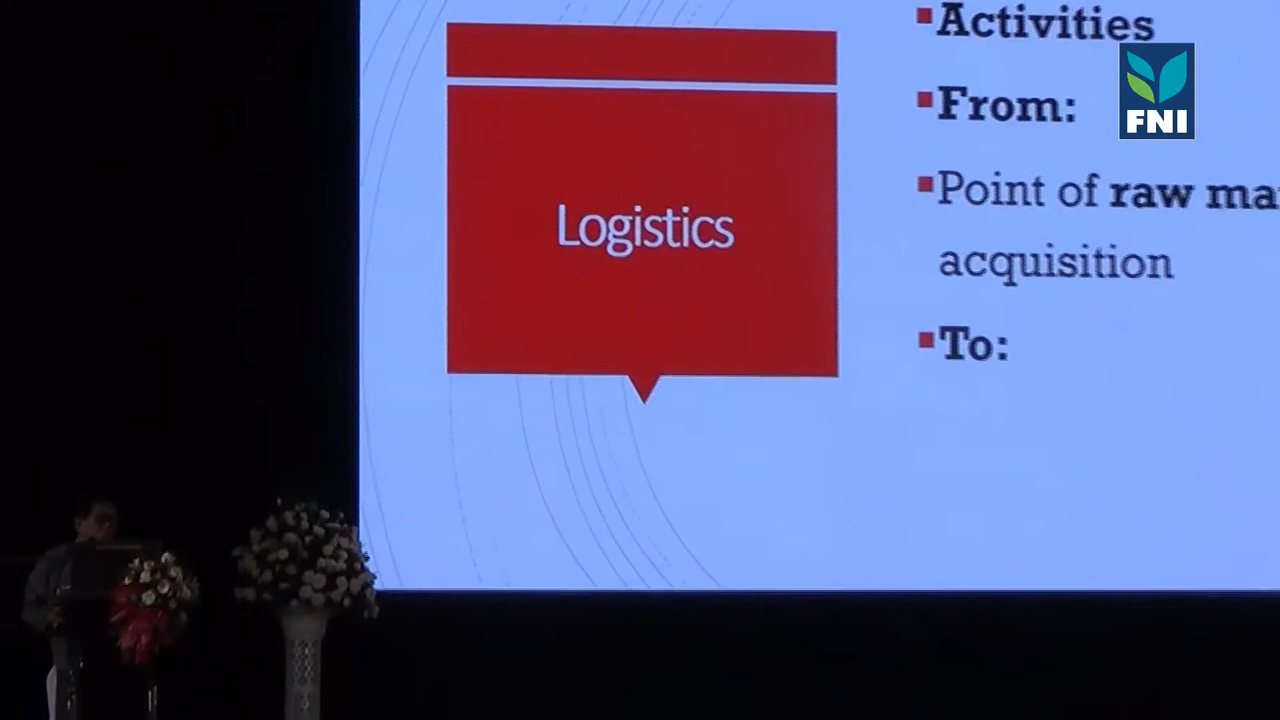 Logistics
Activities
From:
Point of raw
acquisition
To:
FNI